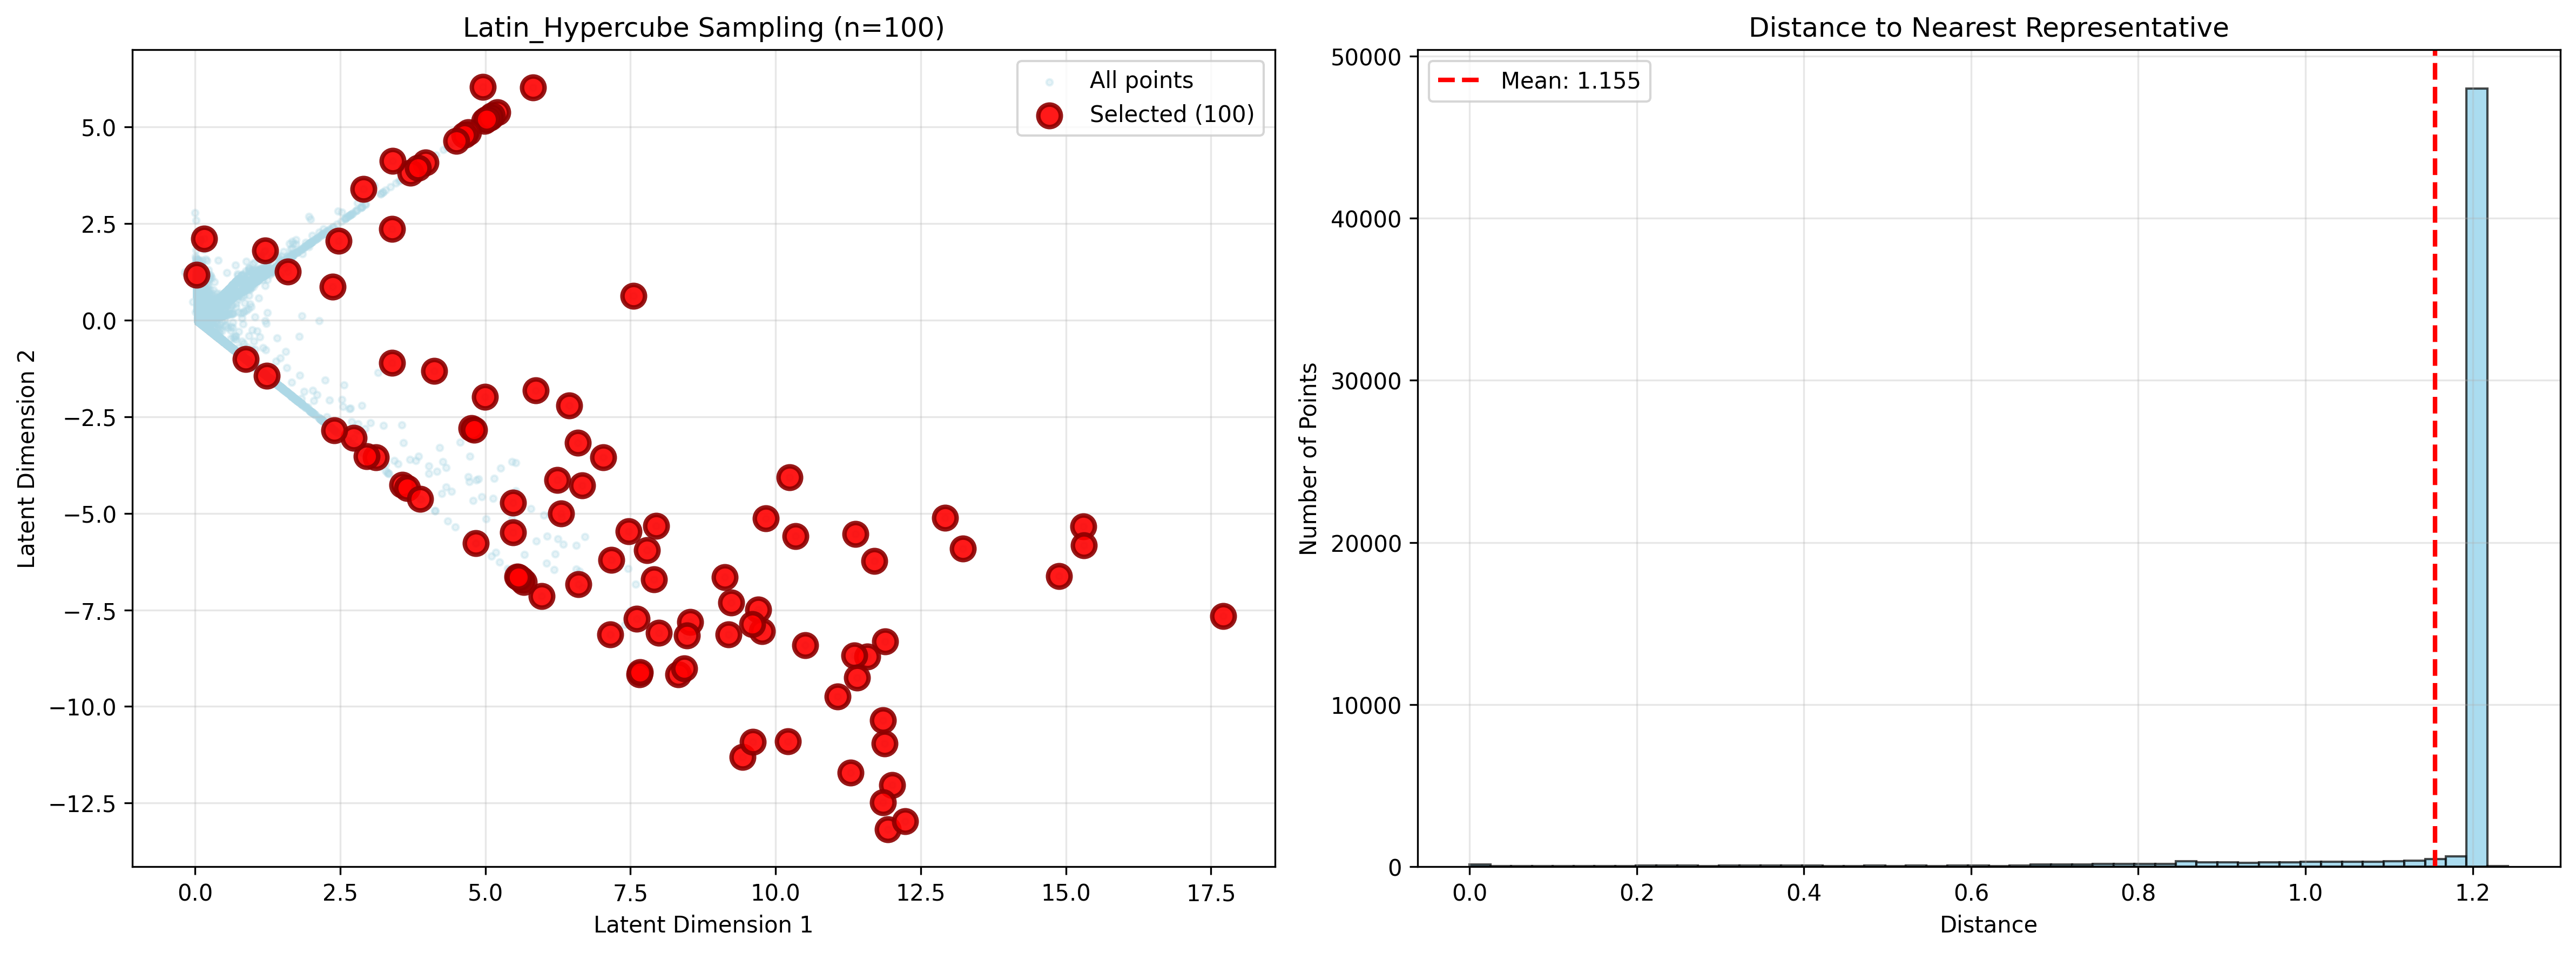 Latin_Hypercube Sampling (n=100)
All points
Selected (100)
5.0
2.5
0.0
−2.5
−5.0
−7.5
−10.0
−12.5
Latent Dimension 2
0.0 2.5 5.0 7.5 10.0 12.5 15.0 17.5
Latent Dimension 1
Distance to Nearest Representative
Mean: 1.155
50000
40000
30000
20000
10000
0
Number of Points
0.0 0.2 0.4 0.6 0.8 1.0 1.2
Distance